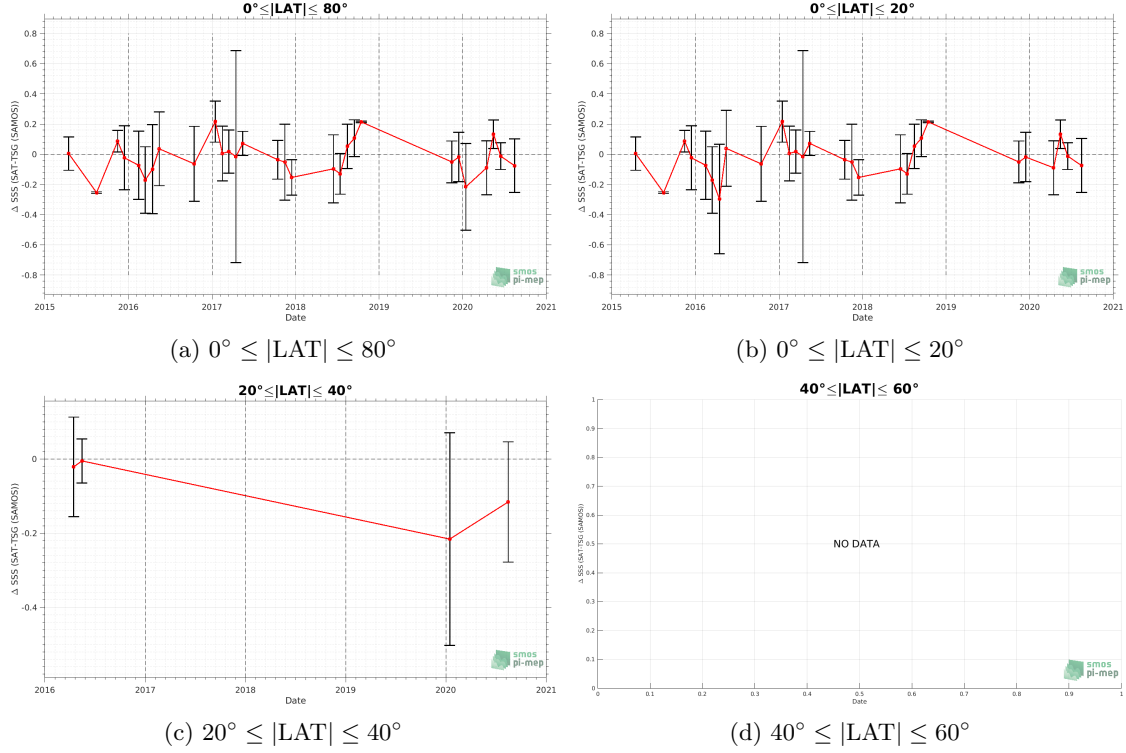 0°≤|LAT|≤ 80°
Δ SSS (SAT-TSG (SAMOS))
0.8
0.6
0.4
0.2
0
-0.2
-0.4
-0.6
-0.8
2015 2016 2017 2018 2019 2020 2021
Date
smos
pi-mep
(a) 0° ≤ |LAT| ≤ 80°
0°≤|LAT|≤ 20°
Δ SSS (SAT-TSG (SAMOS))
0.8
0.6
0.4
0.2
0
-0.2
-0.4
-0.6
-0.8
2015 2016 2017 2018 2019 2020 2021
Date
smos
pi-mep
(b) 0° ≤ |LAT| ≤ 20°
20°≤|LAT|≤ 40°
Δ SSS (SAT-TSG (SAMOS))
0
-0.2
-0.4
2016 2017 2018 2019 2020 2021
Date
smos
pi-mep
(c) 20° ≤ |LAT| ≤ 40°
40°≤|LAT|≤ 60°
Δ SSS (SAT-TSG (SAMOS))
1
0.9
0.8
0.7
0.6
0.5
0.4
0.3
0.2
0.1
0
NO DATA
0 0.1 0.2 0.3 0.4 0.5 0.6 0.7 0.8 0.9 1
Date
smos
pi-mep
(d) 40° ≤ |LAT| ≤ 60°